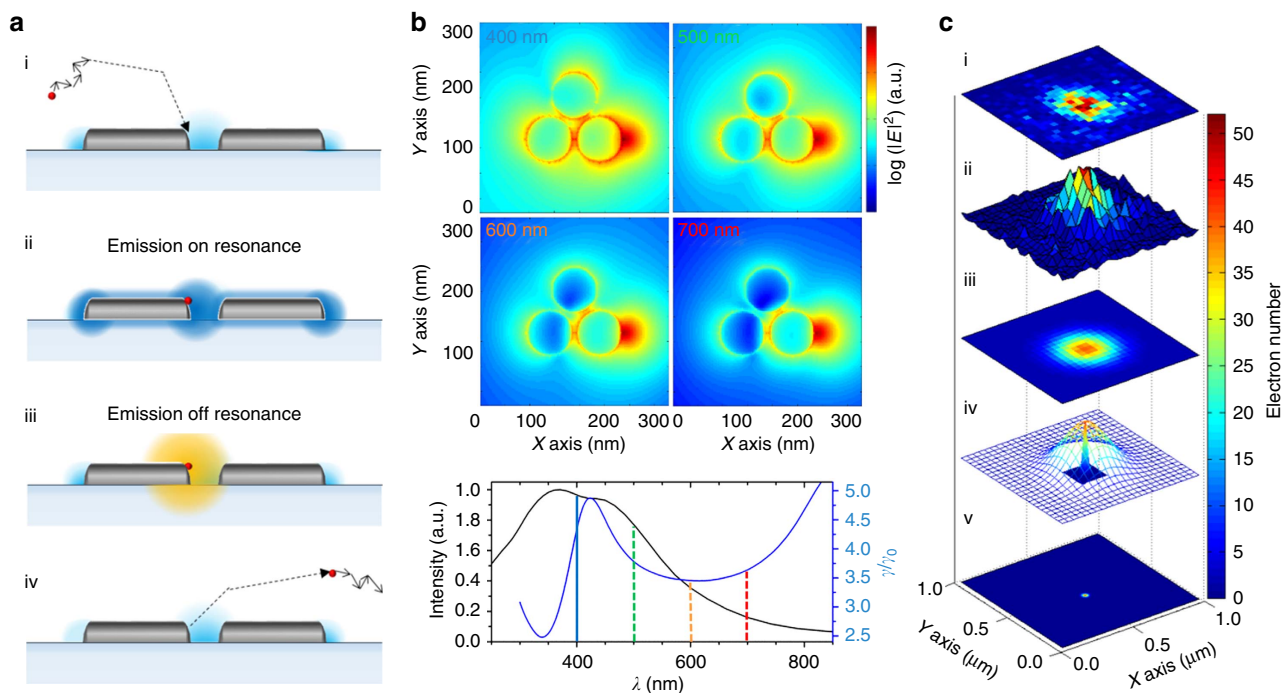 a
i
ii
Emission on resonance
iii
Emission off resonance
iv
b
400 nm
500 nm
600 nm
700 nm
300
200
100
0
Y axis (nm)
300
200
100
Y axis (nm)
0 100 200 300
X axis (nm)
0 100 200 300
X axis (nm)
log (IEI²) (a.u.)
1.0
1.8
1.6
0.4
0.2
0.0
Intensity (a.u.)
5.0
4.5
4.0
3.5
3.0
2.5
γ/γ₀
400 600 800
λ (nm)
c
i
ii
iii
iv
v
1.0
0.5
0.0
Y axis (μm)
0.0
0.5
1.0
X axis (μm)
50
45
40
35
30
25
20
15
10
5
0
Electron number